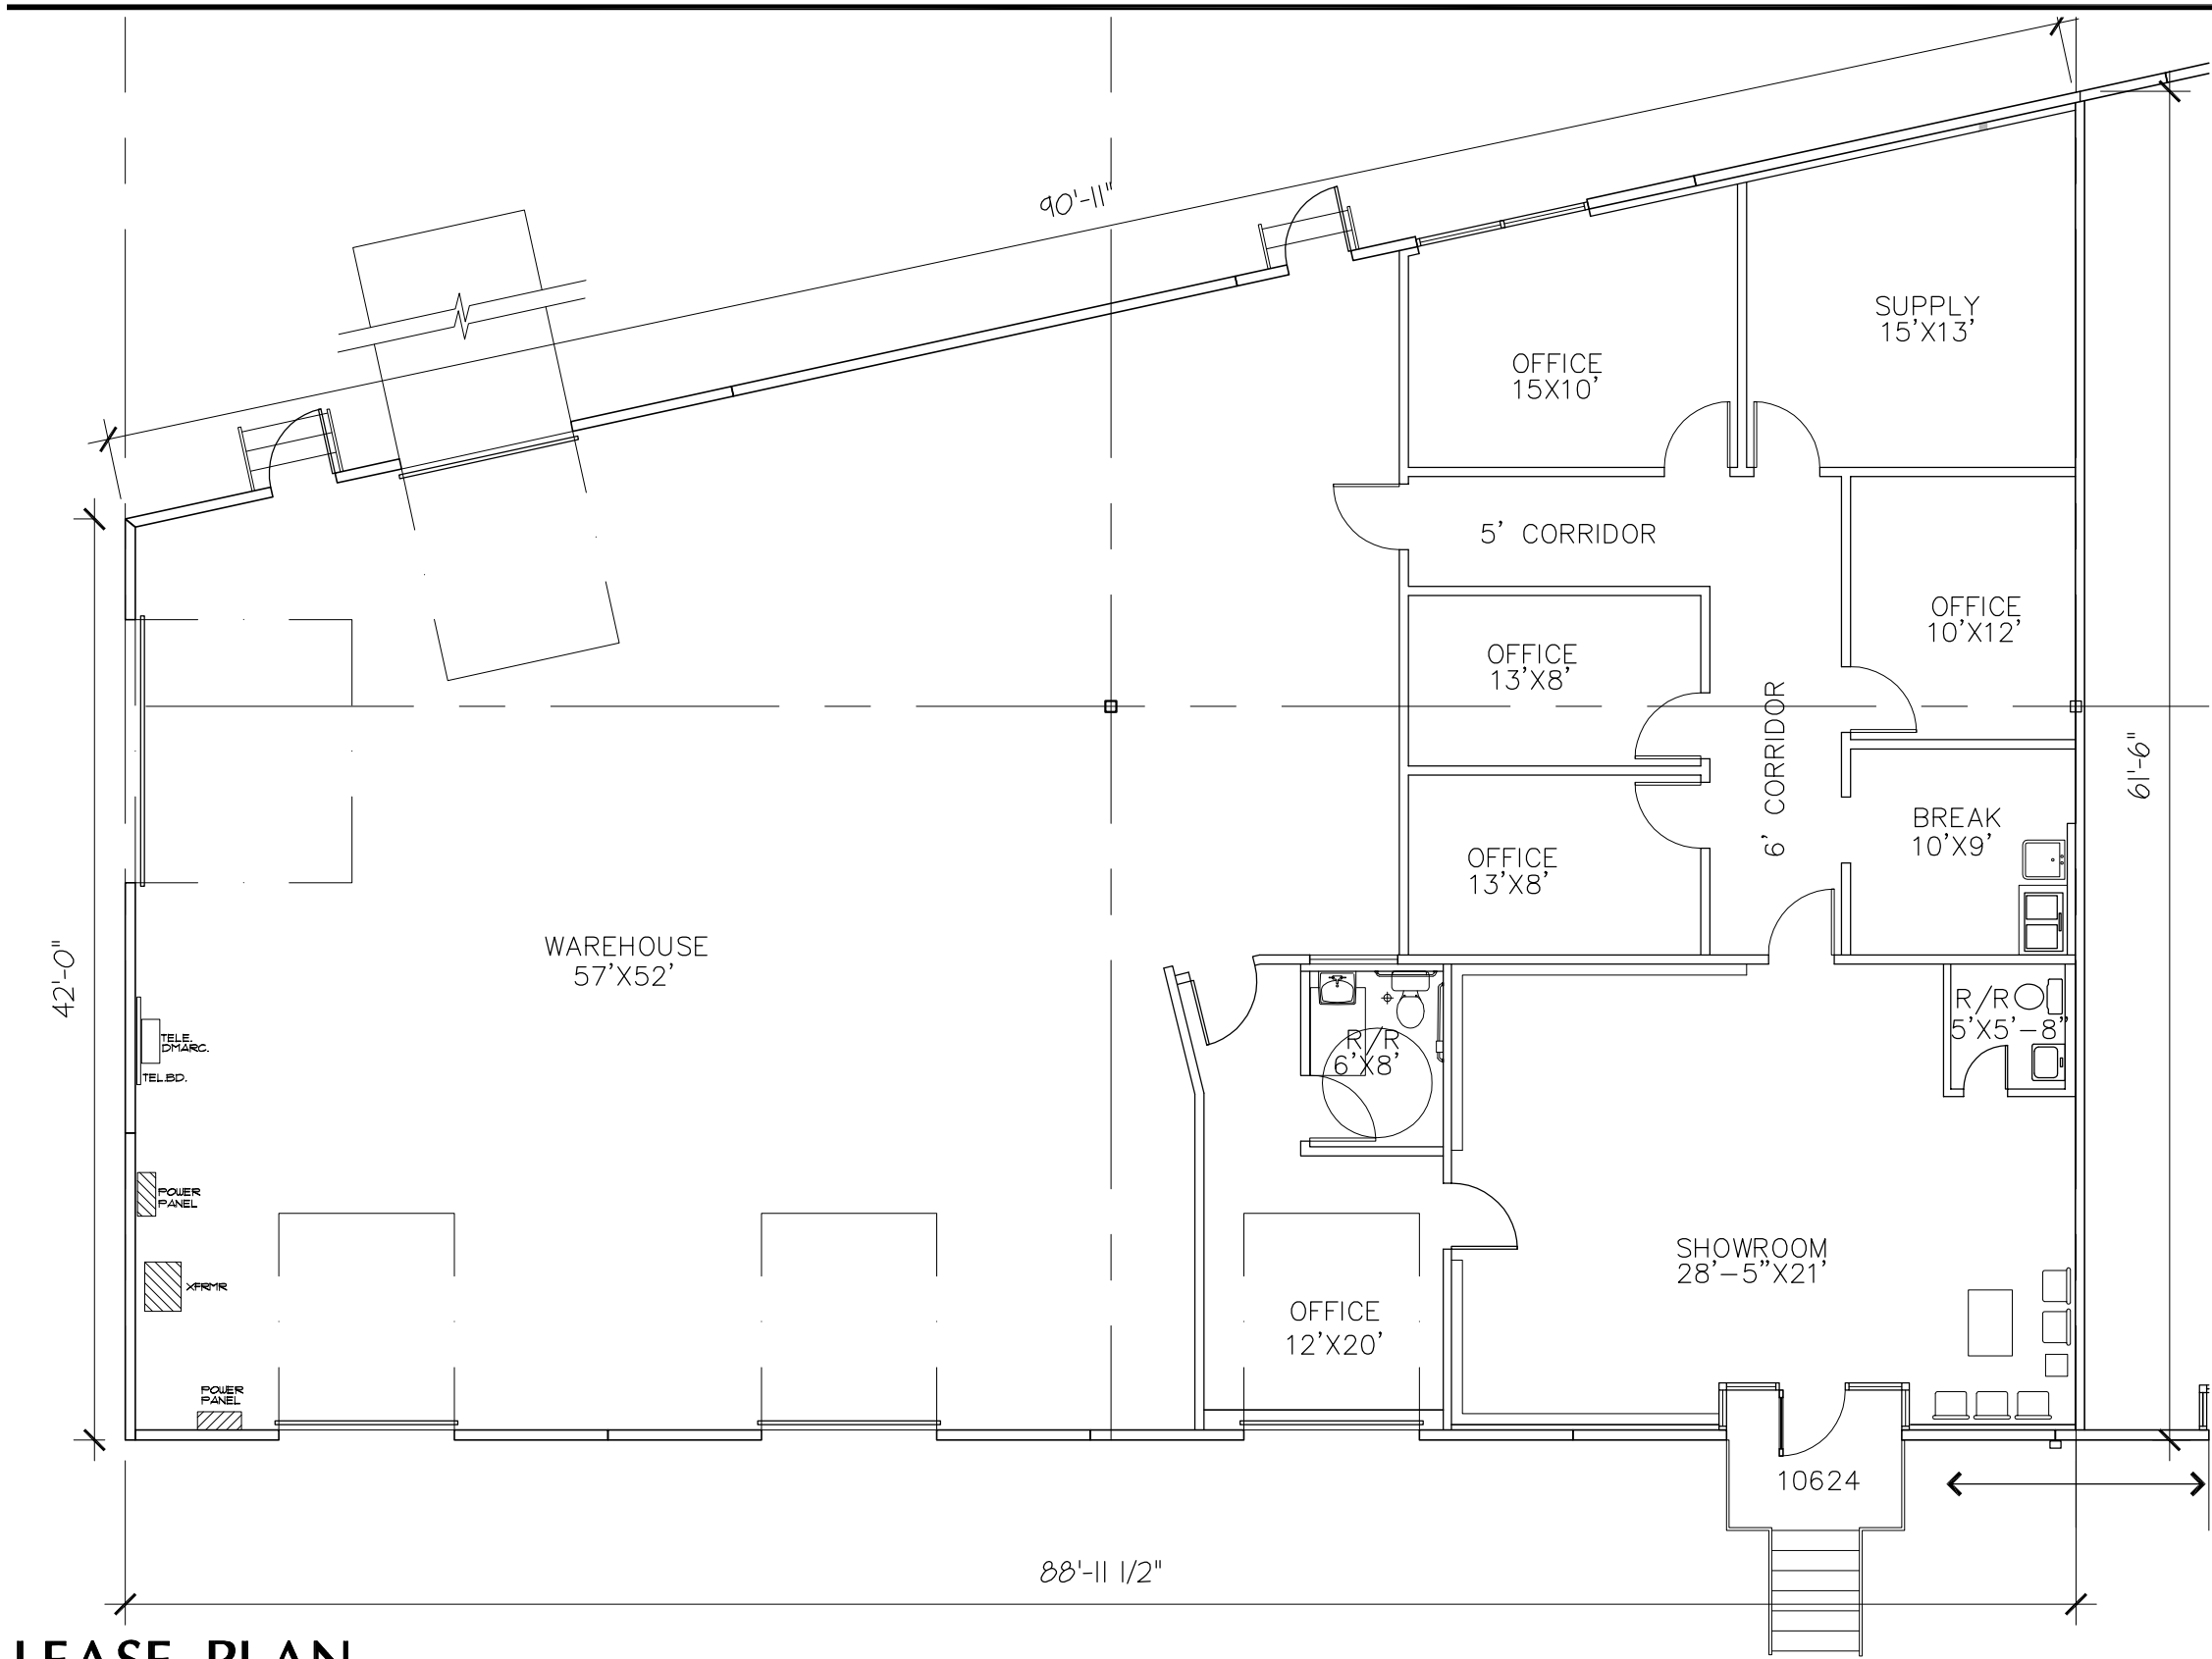 90'-11"
SUPPLY
15'X13'
OFFICE
15X10'
5' CORRIDOR
OFFICE
10'X12'
OFFICE
13'X8'
6' CORRIDOR
61'-6"
BREAK
10'X9'
OFFICE
13'X8'
WAREHOUSE
57'X52'
42'-0"
R/R
5'X5'-8"
R/R
6'X8'
TELE.
DMARC.
TEL.BD.
POWER
PANEL
SHOWROOM
28'-5"X21'
XFRMR
OFFICE
12'X20'
POWER
PANEL
10624
88'-11 1/2"
LEASE PLAN